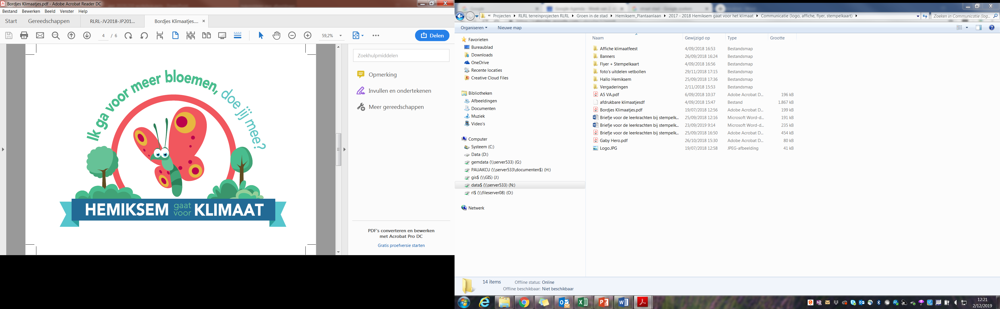 Bordjes Klimaatjes.pdf - Adobe Acrobat Reader DC
Bestand Bewerken Beeld Venster Help
Start Gereedschappen RLRL-JV2018-JP201... Bordjes Klimaatjes....
4 / 6 59,2% Delen
Ik ga voor meer bloemen, doe jij mee?
HEMIKSEM gaat voor KLIMAAT
Zoekhulpmiddelen
Opmerking
Invullen en ondertekenen
Meer gereedschappen
PDF's converteren en bewerken
met Acrobat Pro DC
Gratis proefversie starten
« Projecten RLRL terreinprojecten RLRL Groen in de stad Hemiksem_Plantaanlaan 2017 - 2018 Hemiksem gaat voor het klimaat Communicatie (logo, affiche, flyer, stempelkaart)
Zoeken in Communicatie (log...
Organiseren Nieuwe map
Favorieten
Bureaublad
Downloads
OneDrive
Recente locaties
Creative Cloud Files
Bibliotheken
Afbeeldingen
Documenten
Muziek
Video's
Computer
Systeem (C:)
Data (D:)
gemdata (\\server533) (G:)
PAUAKCU (\\server533\documenten$) (H:)
gis$ (\\GIS) (J:)
data$ (\\server533) (N:)
rl$ (\\fileserver08) (O:)
Netwerk
Naam Gewijzigd op Type Grootte
Affiche klimaatfeest 4/09/2018 16:53 Bestandsmap
Banners 26/09/2018 16:24 Bestandsmap
Flyer + Stempelkaart 4/09/2018 16:56 Bestandsmap
foto's uitdelen vetbollen 29/11/2018 17:15 Bestandsmap
Hallo Hemiksem 25/09/2018 17:36 Bestandsmap
Vergaderingen 2/11/2018 15:53 Bestandsmap
A5 VA.pdf 6/09/2018 10:37 Adobe Acrobat D... 196 kB
afdrukbare klimaatjesdf 4/09/2018 15:47 Bestand 1.867 kB
Bordjes Klimaatjes.pdf 19/07/2018 12:56 Adobe Acrobat D... 199 kB
Briefje voor de leerkrachten bij stempelk... 25/09/2018 12:16 Microsoft Word-d... 191 kB
Briefje voor de leerkrachten bij stempelk... 23/09/2019 9:14 Microsoft Word-d... 235 kB
Briefje voor de leerkrachten bij stempelk... 25/09/2018 16:50 Adobe Acrobat D... 454 kB
Gaby Hero.pdf 26/10/2018 15:30 Adobe Acrobat D... 80 kB
Logo.JPG 19/07/2018 12:58 JPEG-afbeelding 41 kB
14 items Offline status: Online
Offline beschikbaar: Niet beschikbaar
12:21
2/12/2019